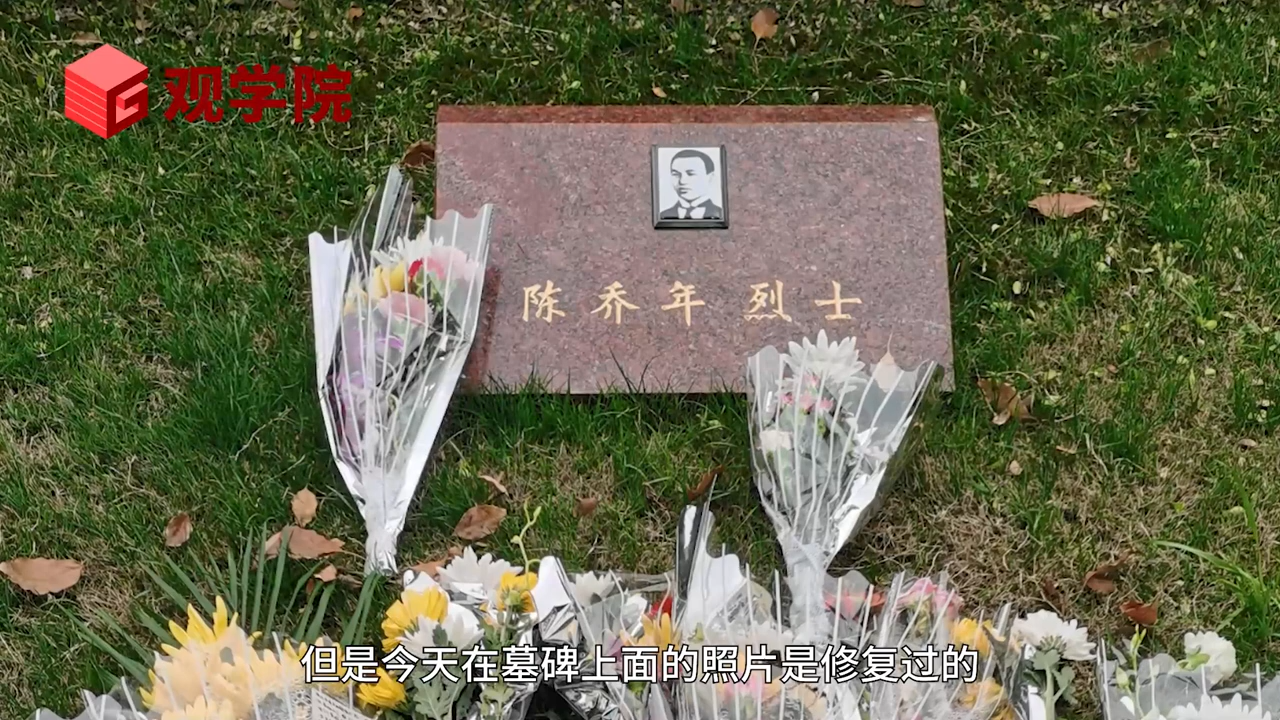 观学院
陈乔年烈士
但是今天在墓碑上面的照片是修复过的